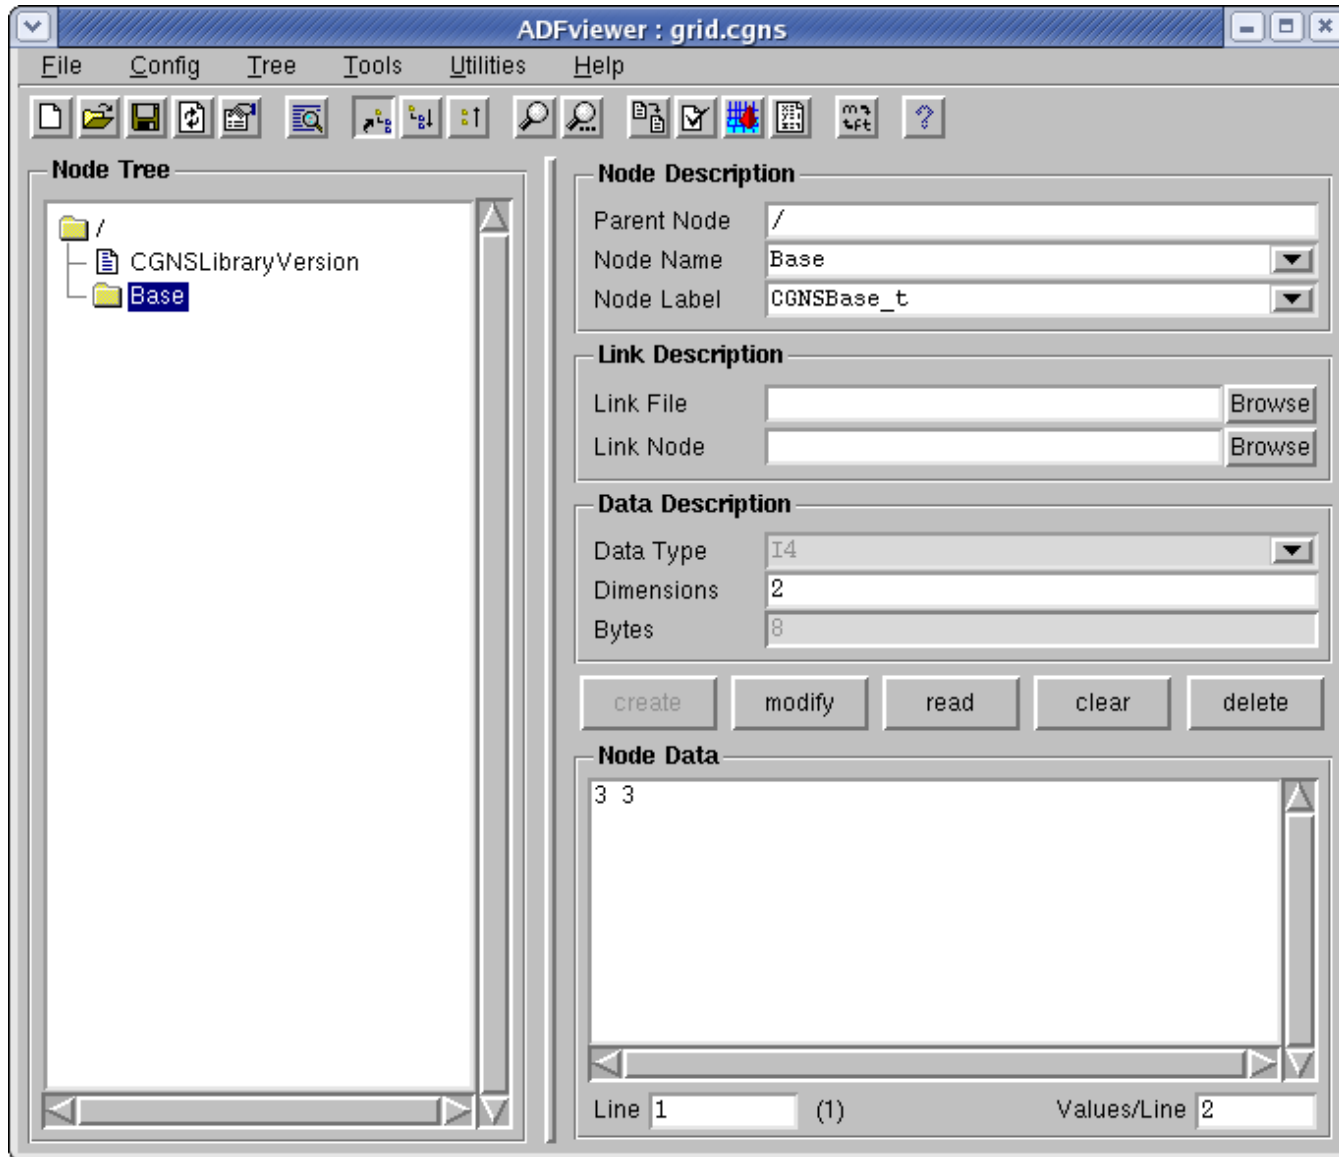 ADFviewer : grid.cgns
File Config Tree Tools Utilities Help
Node Tree
/
CGNSLibraryVersion
Base
Node Description
Parent Node /
Node Name Base
Node Label CGNSBase_t
Link Description
Link File Browse
Link Node Browse
Data Description
Data Type I4
Dimensions 2
Bytes 8
create modify read clear delete
Node Data
3 3
Line 1 (1) Values/Line 2